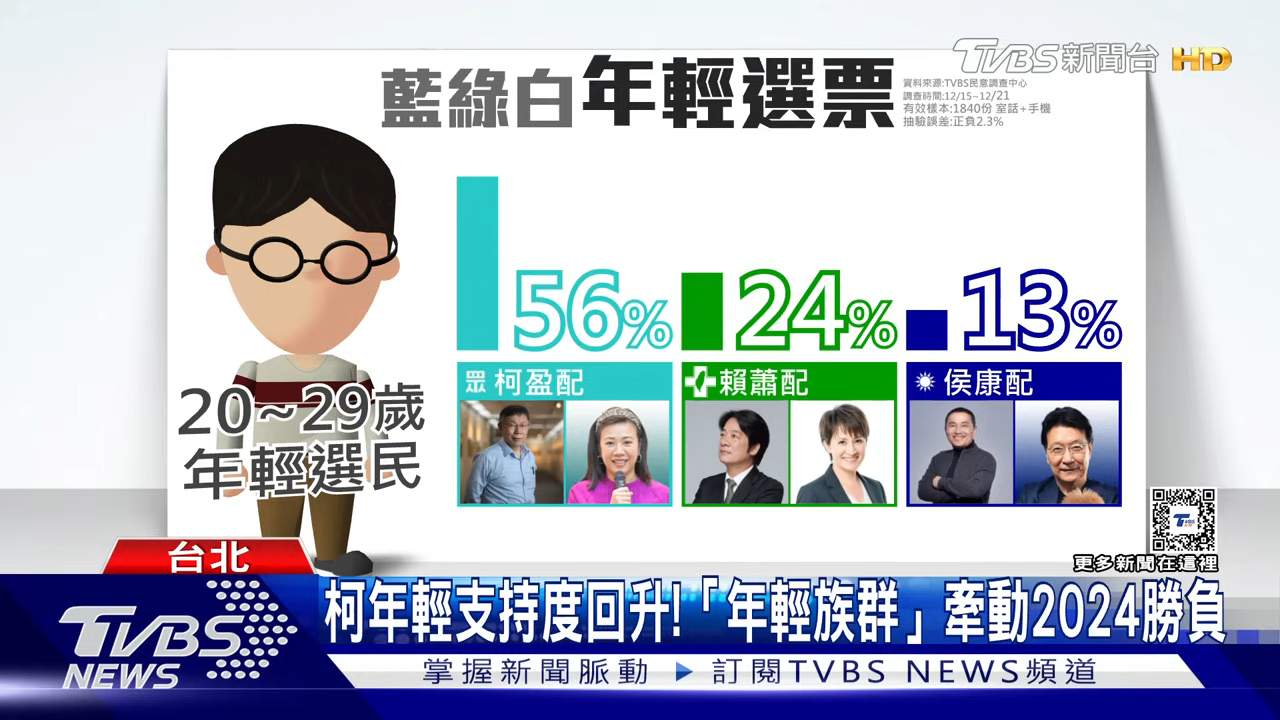 TVBS新聞台 HD
藍綠白年輕選票
資料來源:TVBS民意調查中心
調查時間:12/15~12/21
有效樣本:1840份 室話+手機
抽驗誤差:正負2.3%
56% 24% 13%
眾 柯盈配 賴蕭配 侯康配
20~29歲
年輕選民
TVBS
更多新聞在這裡
台北
柯年輕支持度回升!「年輕族群」牽動2024勝負
TVBS NEWS
掌握新聞脈動 ▶ 訂閱TVBS NEWS頻道